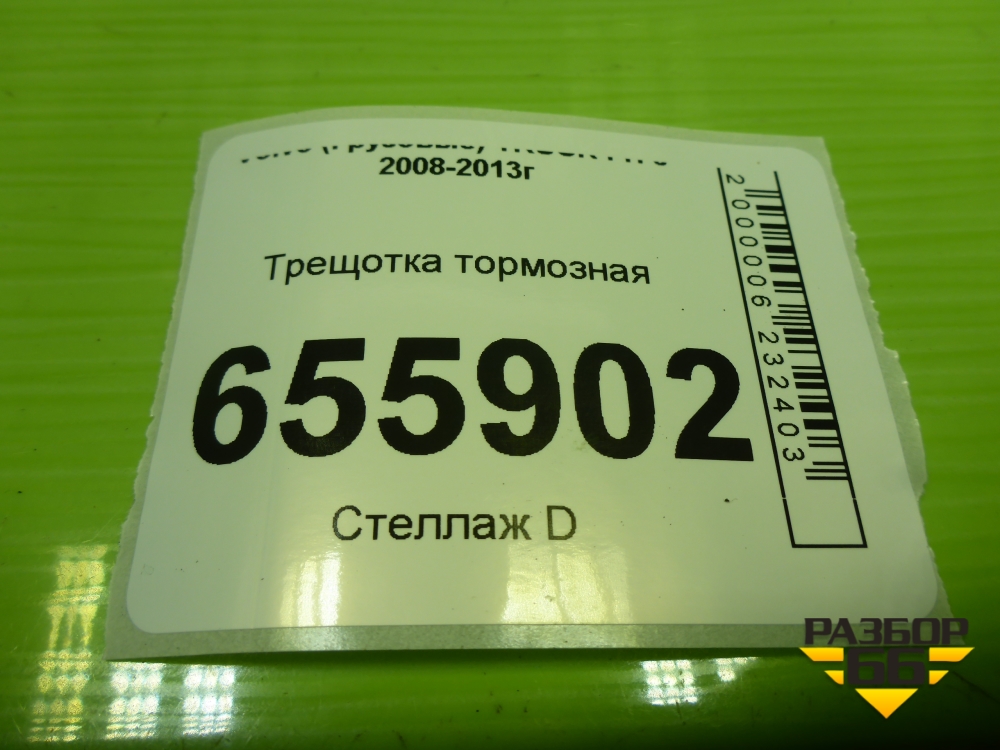 2008-2013г
Трещотка тормозная
655902
Стеллаж D
2000006232403
РАЗБОР
66